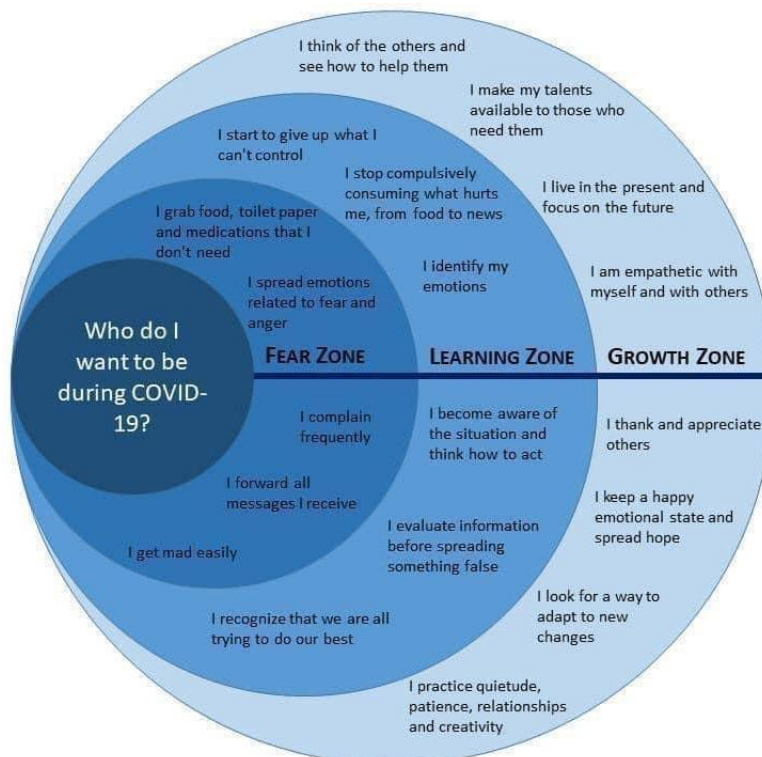 I think of the others and
see how to help them
I make my talents
available to those who
need them
I start to give up what I
can't control
I stop compulsively
consuming what hurts
me, from food to news
I live in the present and
focus on the future
I grab food, toilet paper
and medications that I
don't need
I identify my
emotions
I am empathetic with
myself and with others
I spread emotions
related to fear and
anger
Who do I
want to be
during COVID-
19?
FEAR ZONE
LEARNING ZONE
GROWTH ZONE
I complain
frequently
I become aware of
the situation and
think how to act
I thank and appreciate
others
I forward all
messages I receive
I keep a happy
emotional state and
spread hope
I get mad easily
I evaluate information
before spreading
something false
I look for a way to
adapt to new
changes
I recognize that we are all
trying to do our best
I practice quietude,
patience, relationships
and creativity